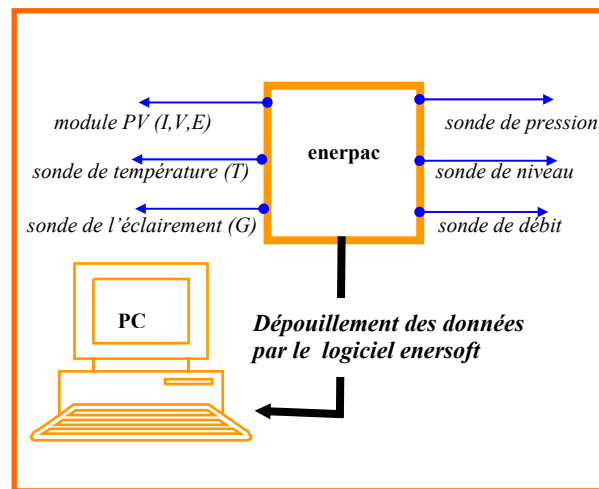 module PV (I,V,E)
sonde de température (T)
sonde de l'éclairement (G)
enerpac
sonde de pression
sonde de niveau
sonde de débit
PC
Dépouillement des données
par le logiciel enersoft